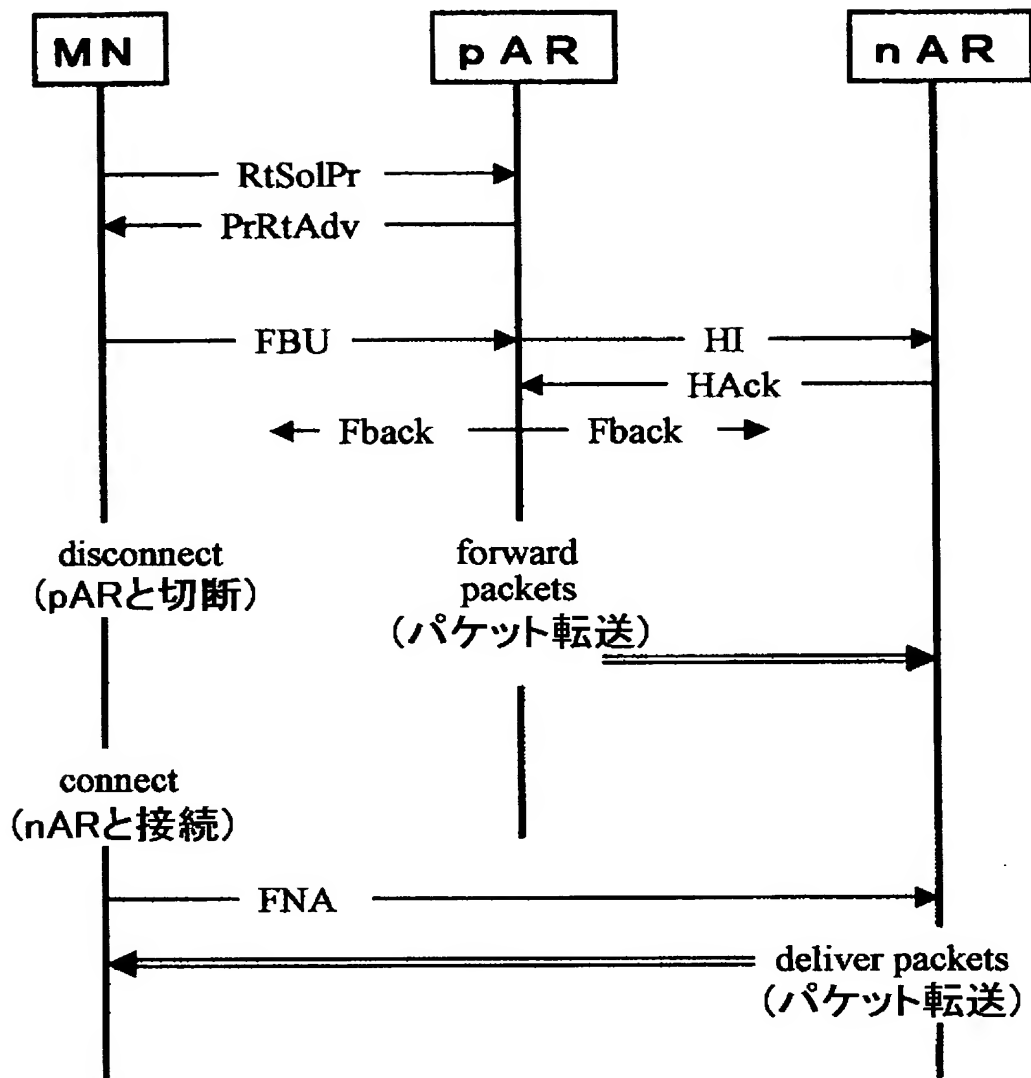 MN
pAR
nAR
RtSolPr
PrRtAdv
FBU
HI
HAck
Fback
Fback
disconnect
(pARと切断)
forward
packets
(パケット転送)
connect
(nARと接続)
FNA
deliver packets
(パケット転送)